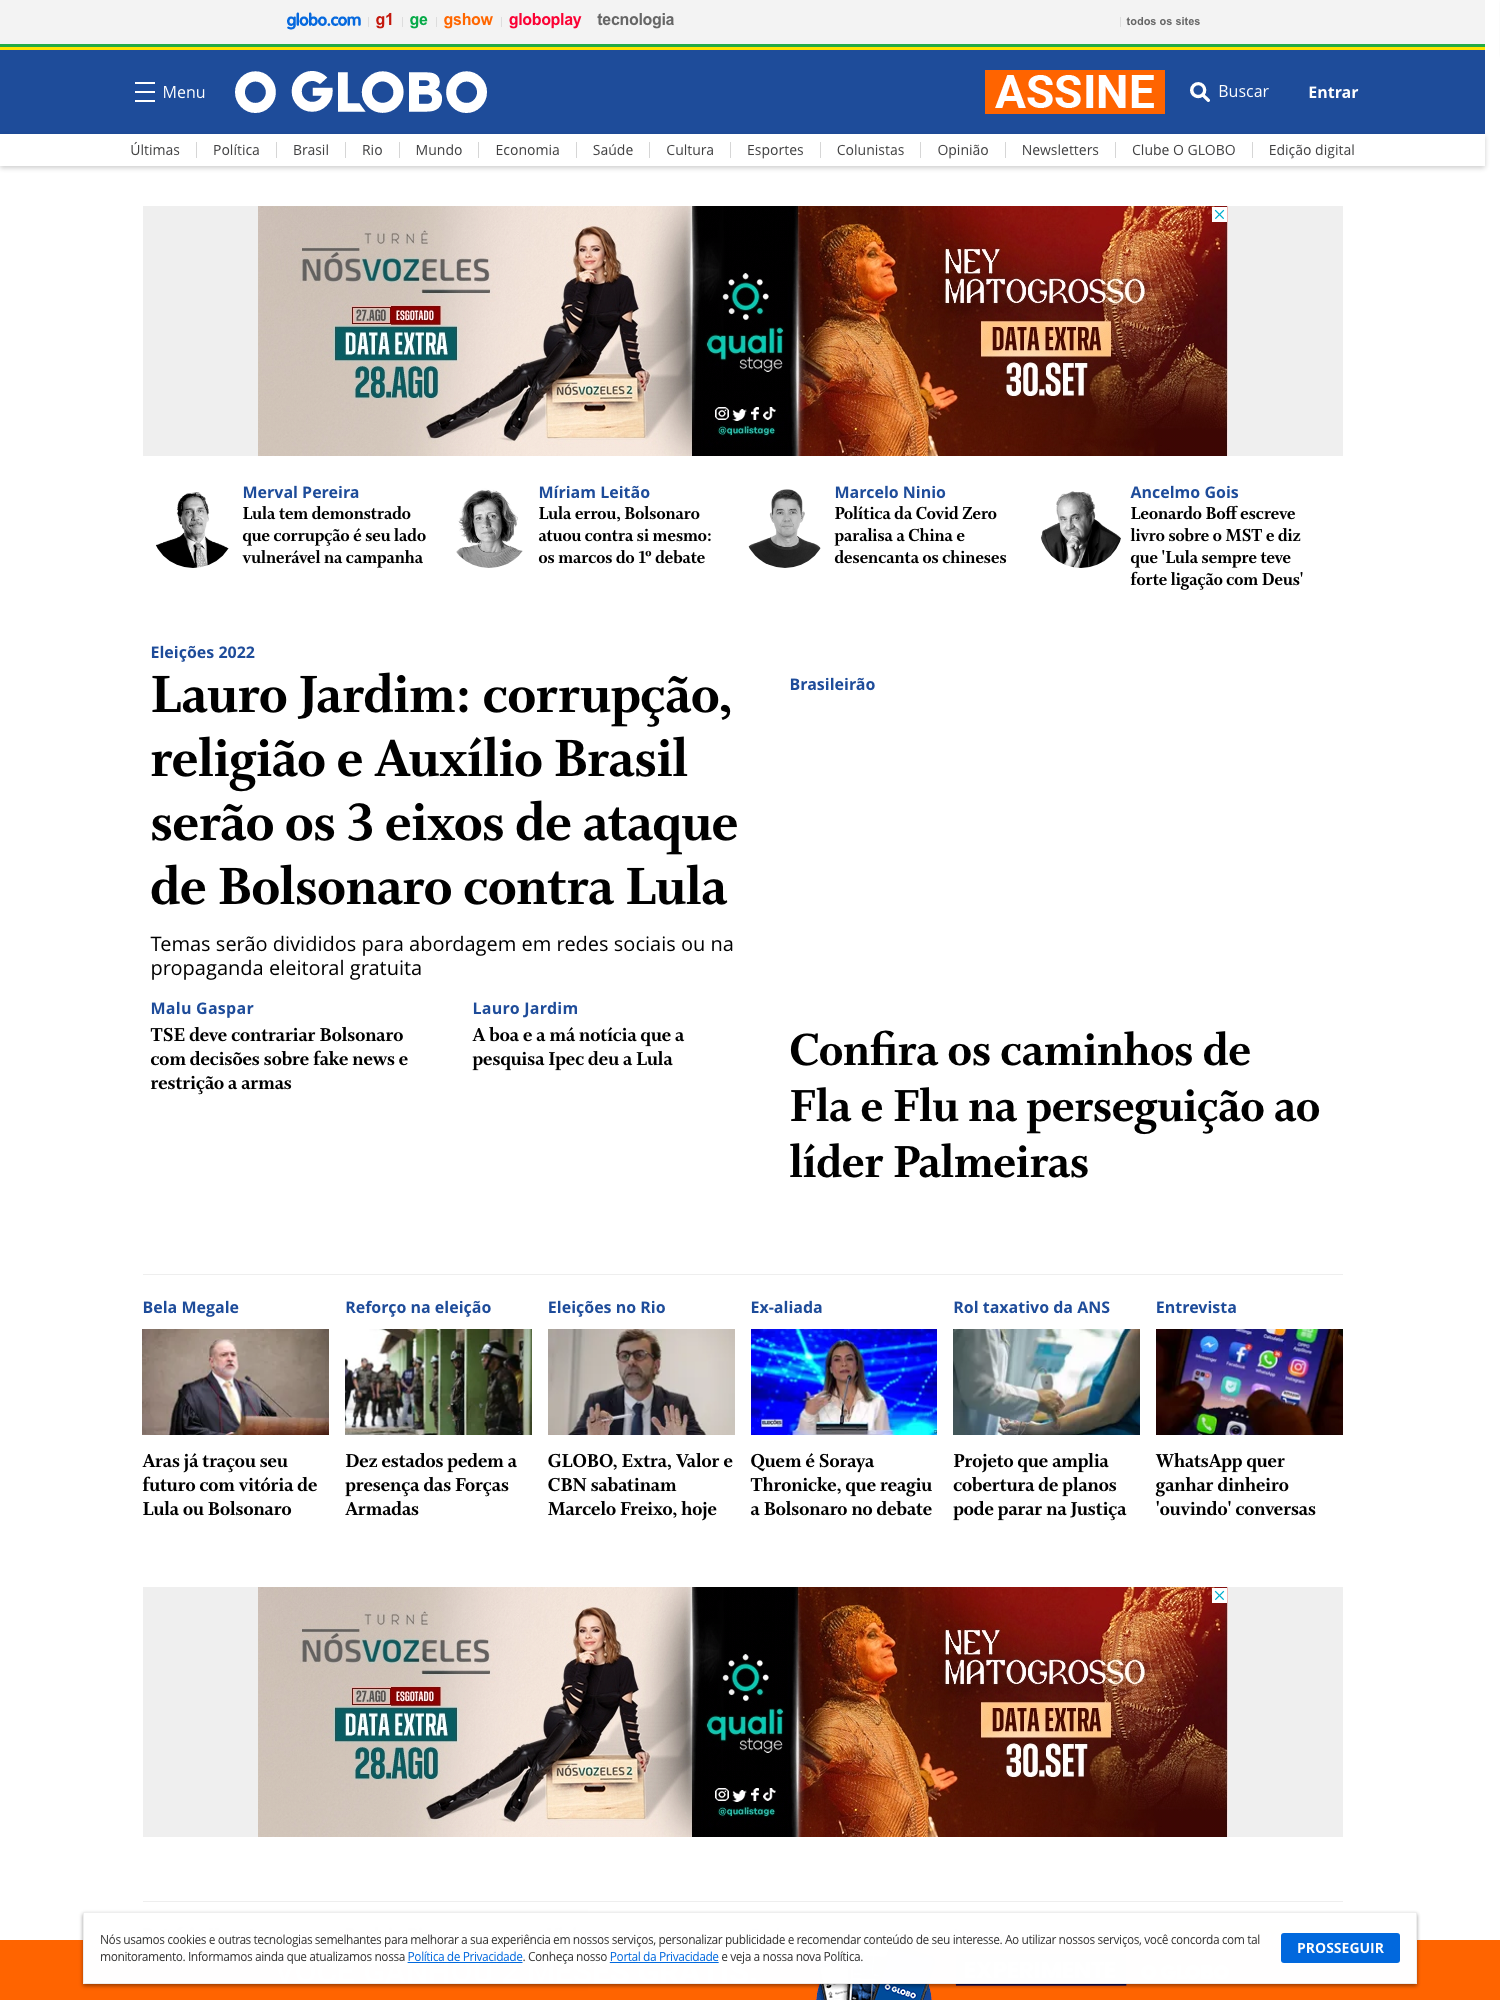 globo.com g1 ge gshow globoplay tecnologia todos os sites
Menu O GLOBO ASSINE Buscar Entrar
Últimas Política Brasil Rio Mundo Economia Saúde Cultura Esportes Colunistas Opinião Newsletters Clube O GLOBO Edição digital
TURNÊ
NÓSVOZELES
27.AGO ESGOTADO
DATA EXTRA
28.AGO
NÓSVOZELES2
quali
stage
@qualistage
NEY
MATOGROSSO
DATA EXTRA
30.SET
Merval Pereira
Lula tem demonstrado
que corrupção é seu lado
vulnerável na campanha
Míriam Leitão
Lula errou, Bolsonaro
atuou contra si mesmo:
os marcos do 1º debate
Marcelo Ninio
Política da Covid Zero
paralisa a China e
desencanta os chineses
Ancelmo Gois
Leonardo Boff escreve
livro sobre o MST e diz
que 'Lula sempre teve
forte ligação com Deus'
Eleições 2022
Lauro Jardim: corrupção,
religião e Auxílio Brasil
serão os 3 eixos de ataque
de Bolsonaro contra Lula
Temas serão divididos para abordagem em redes sociais ou na
propaganda eleitoral gratuita
Malu Gaspar
TSE deve contrariar Bolsonaro
com decisões sobre fake news e
restrição a armas
Lauro Jardim
A boa e a má notícia que a
pesquisa Ipec deu a Lula
Brasileirão
Confira os caminhos de
Fla e Flu na perseguição ao
líder Palmeiras
Bela Megale
Aras já traçou seu
futuro com vitória de
Lula ou Bolsonaro
Reforço na eleição
Dez estados pedem a
presença das Forças
Armadas
Eleições no Rio
GLOBO, Extra, Valor e
CBN sabatinam
Marcelo Freixo, hoje
Ex-aliada
ELEIÇÕES
Quem é Soraya
Thronicke, que reagiu
a Bolsonaro no debate
Rol taxativo da ANS
Projeto que amplia
cobertura de planos
pode parar na Justiça
Entrevista
WhatsApp quer
ganhar dinheiro
'ouvindo' conversas
TURNÊ
NÓSVOZELES
27.AGO ESGOTADO
DATA EXTRA
28.AGO
NÓSVOZELES2
quali
stage
@qualistage
NEY
MATOGROSSO
DATA EXTRA
30.SET
Nós usamos cookies e outras tecnologias semelhantes para melhorar a sua experiência em nossos serviços, personalizar publicidade e recomendar conteúdo de seu interesse. Ao utilizar nossos serviços, você concorda com tal
monitoramento. Informamos ainda que atualizamos nossa Política de Privacidade. Conheça nosso Portal da Privacidade e veja a nossa nova Política.
PROSSEGUIR
O GLOBO